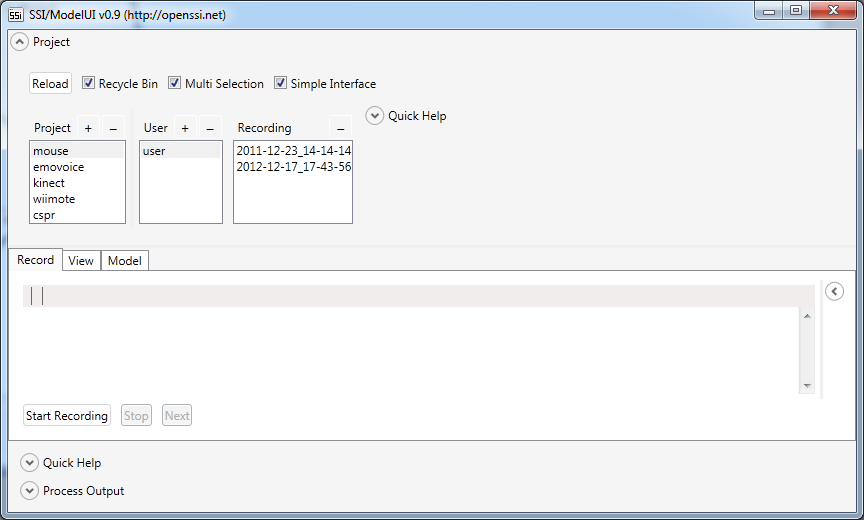 SSI/ModelUI v0.9 (http://openssi.net)
Project
Reload Recycle Bin Multi Selection Simple Interface
Quick Help
Project + – User + – Recording –
mouse
emovoice
kinect
wiimote
cspr
user
2011-12-23_14-14-14
2012-12-17_17-43-56
Record View Model
Start Recording Stop Next
Quick Help
Process Output